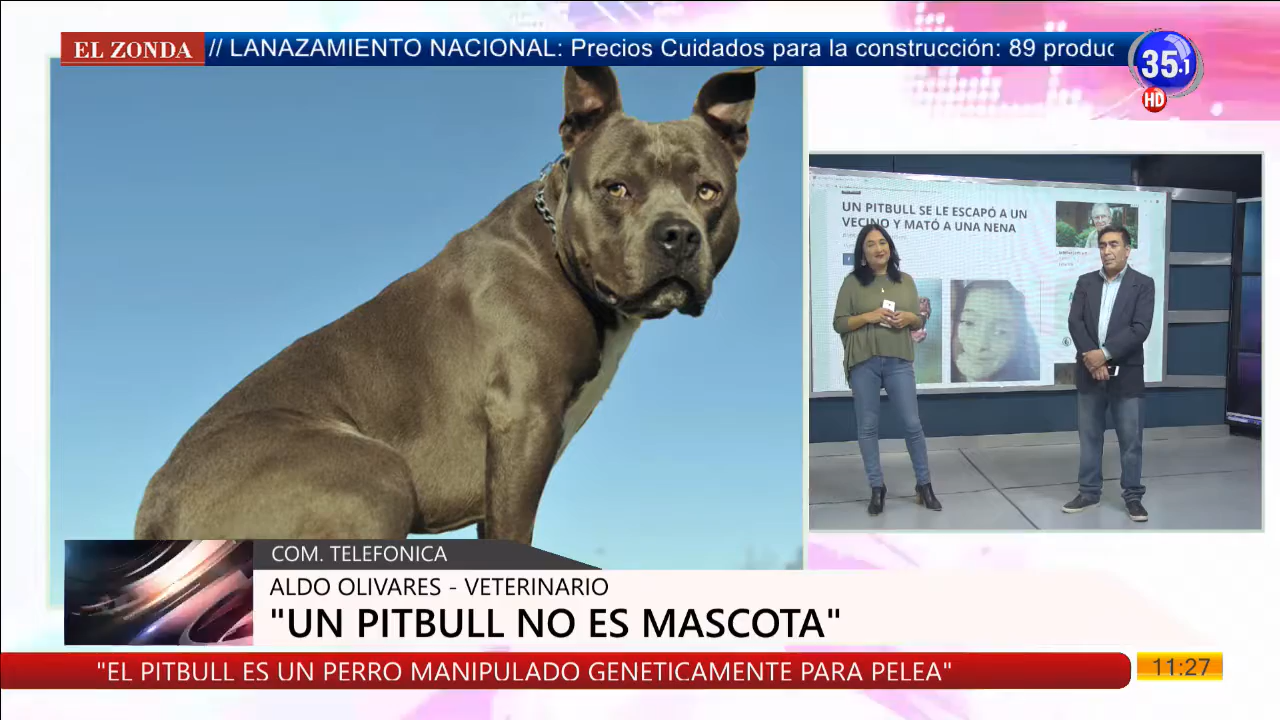 EL ZONDA // LANAZAMIENTO NACIONAL: Precios Cuidados para la construcción: 89 produc
35.1
HD
UN PITBULL SE LE ESCAPÓ A UN
VECINO Y MATÓ A UNA NENA
COM. TELEFONICA
ALDO OLIVARES - VETERINARIO
"UN PITBULL NO ES MASCOTA"
"EL PITBULL ES UN PERRO MANIPULADO GENETICAMENTE PARA PELEA"
11:27